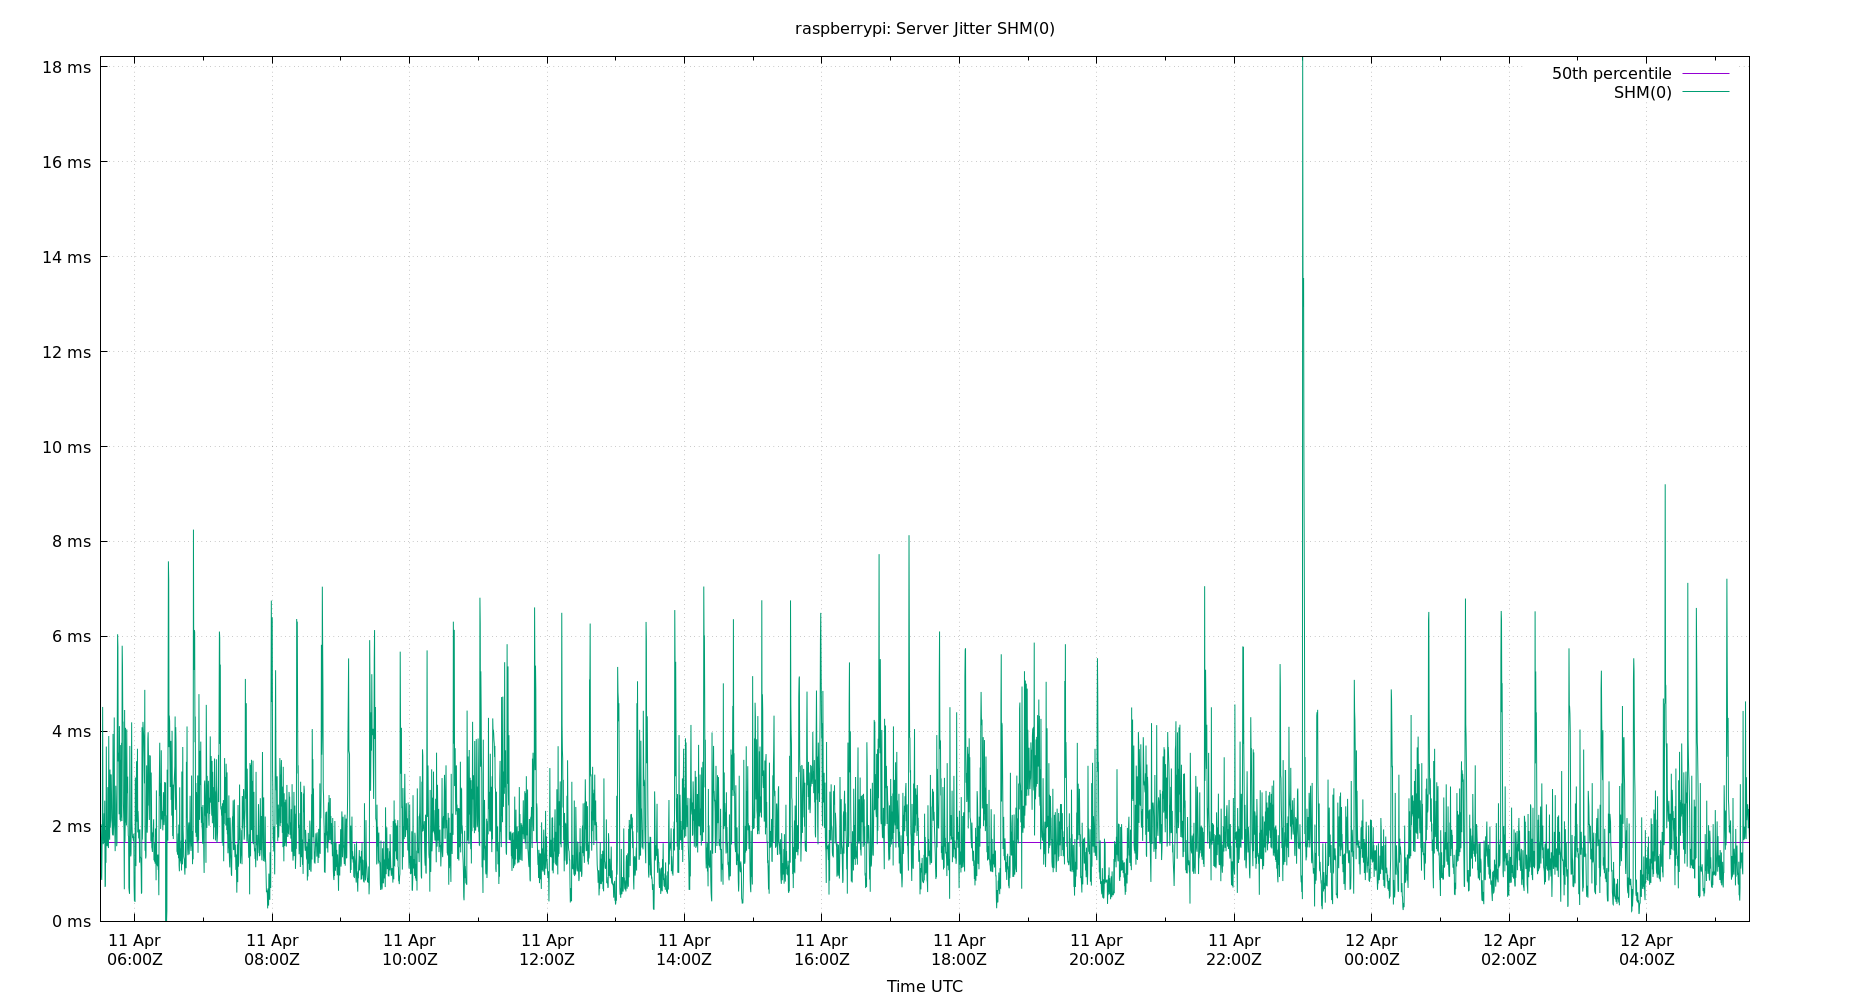 raspberrypi: Server Jitter SHM(0)
50th percentile
SHM(0)
18 ms
16 ms
14 ms
12 ms
10 ms
8 ms
6 ms
4 ms
2 ms
0 ms
11 Apr 11 Apr 11 Apr 11 Apr 11 Apr 11 Apr 11 Apr 11 Apr 11 Apr 12 Apr 12 Apr 12 Apr
06:00Z 08:00Z 10:00Z 12:00Z 14:00Z 16:00Z 18:00Z 20:00Z 22:00Z 00:00Z 02:00Z 04:00Z
Time UTC